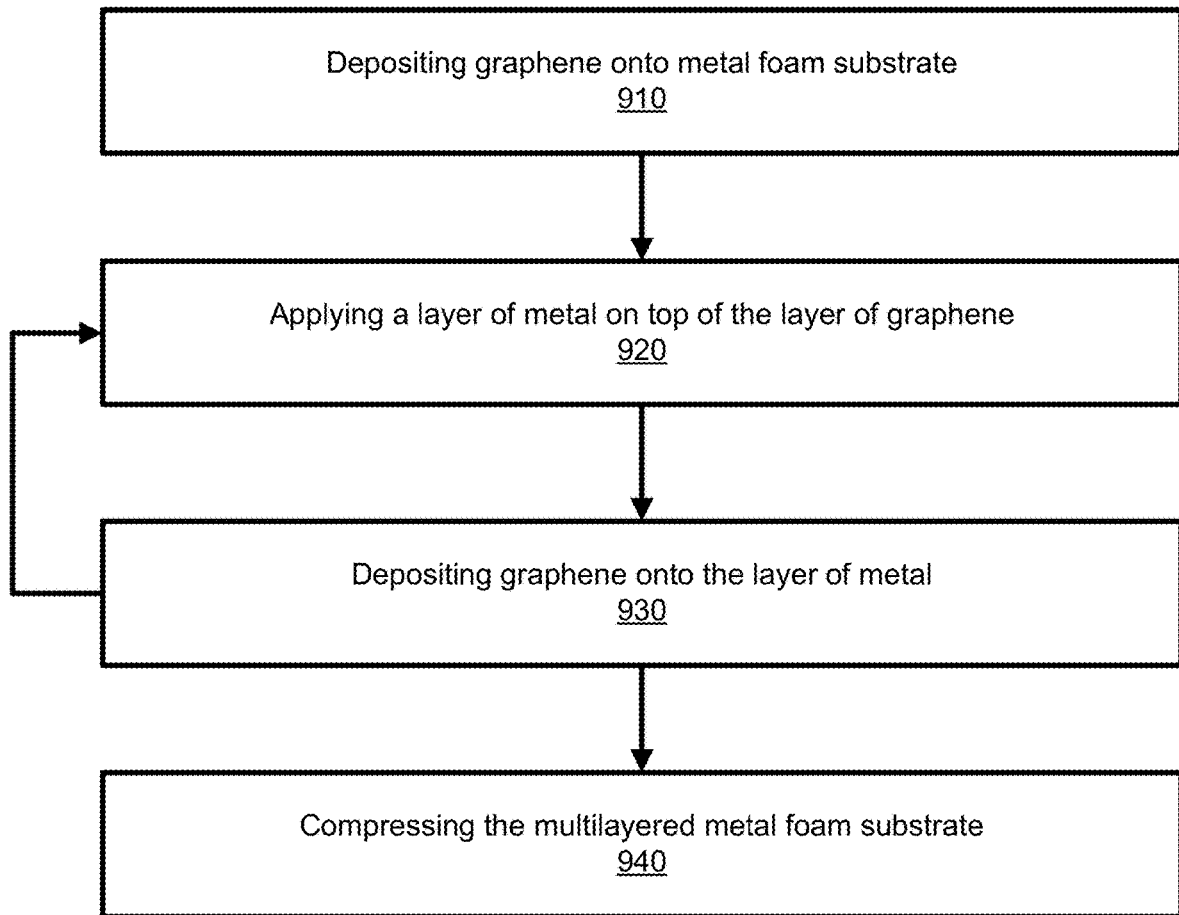 Depositing graphene onto metal foam substrate
910
Applying a layer of metal on top of the layer of graphene
920
Depositing graphene onto the layer of metal
930
Compressing the multilayered metal foam substrate
940